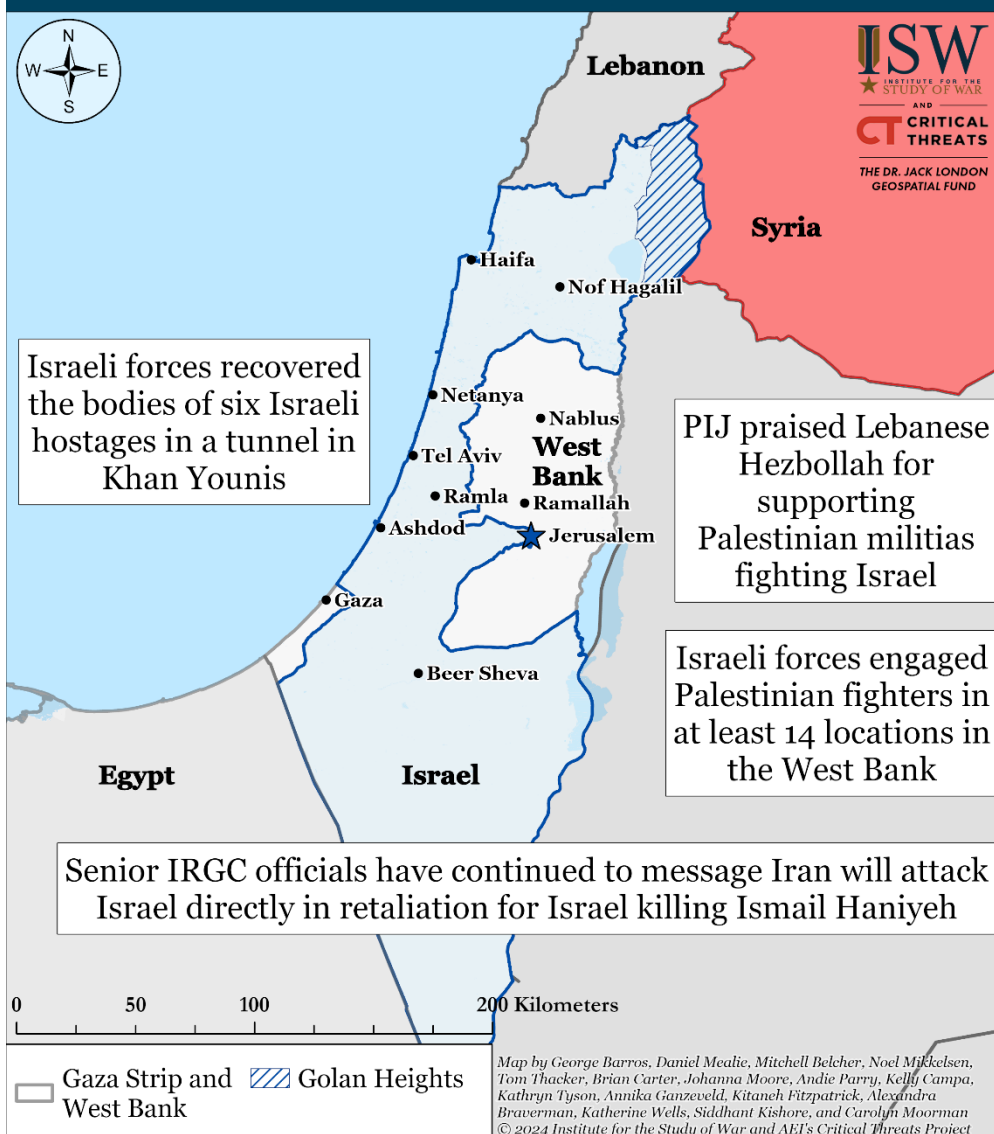 N
W
E
S
Lebanon
ISW
INSTITUTE FOR THE
STUDY OF WAR
AND
CT CRITICAL
THREATS
THE DR. JACK LONDON
GEOSPATIAL FUND
Syria
Haifa
Nof Hagalil
Israeli forces recovered
the bodies of six Israeli
hostages in a tunnel in
Khan Younis
Netanya
Nablus
West
Bank
Tel Aviv
Ramla
Ramallah
Ashdod
Jerusalem
PIJ praised Lebanese
Hezbollah for
supporting
Palestinian militias
fighting Israel
Gaza
Beer Sheva
Israeli forces engaged
Palestinian fighters in
at least 14 locations in
the West Bank
Egypt
Israel
Senior IRGC officials have continued to message Iran will attack
Israel directly in retaliation for Israel killing Ismail Haniyeh
0 50 100 200 Kilometers
Gaza Strip and
West Bank
Golan Heights
Map by George Barros, Daniel Mealie, Mitchell Belcher, Noel Mikkelsen,
Tom Thacker, Brian Carter, Johanna Moore, Andie Parry, Kelly Campa,
Kathryn Tyson, Annika Ganzeveld, Kitaneh Fitzpatrick, Alexandra
Braverman, Katherine Wells, Siddhant Kishore, and Carolyn Moorman
© 2024 Institute for the Study of War and AEI's Critical Threats Project